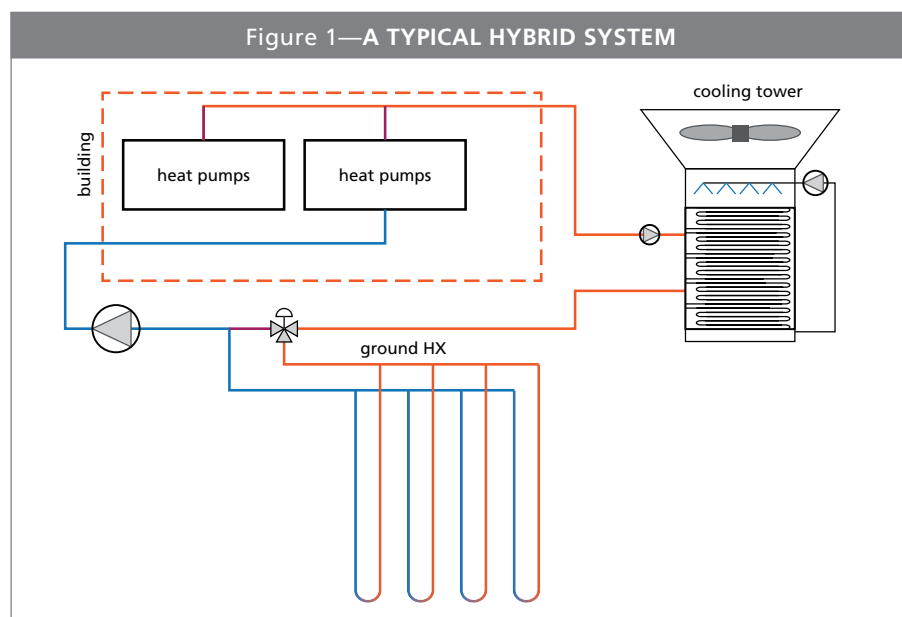 Figure 1—A TYPICAL HYBRID SYSTEM
cooling tower
building
heat pumps
heat pumps
ground HX